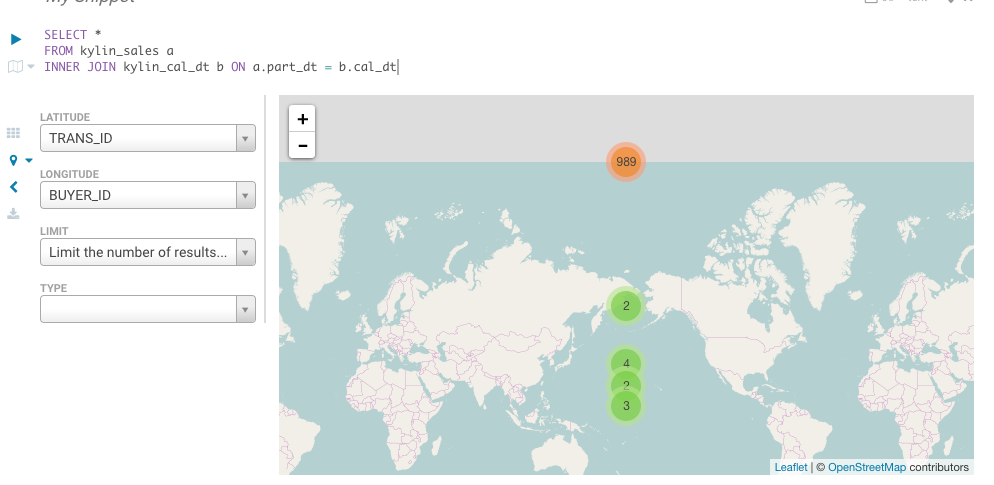 My Snippet
SELECT *
FROM kylin_sales a
INNER JOIN kylin_cal_dt b ON a.part_dt = b.cal_dt
LATITUDE
TRANS_ID
LONGITUDE
BUYER_ID
LIMIT
Limit the number of results...
TYPE
+
−
989
2
4
2
3
Leaflet | © OpenStreetMap contributors